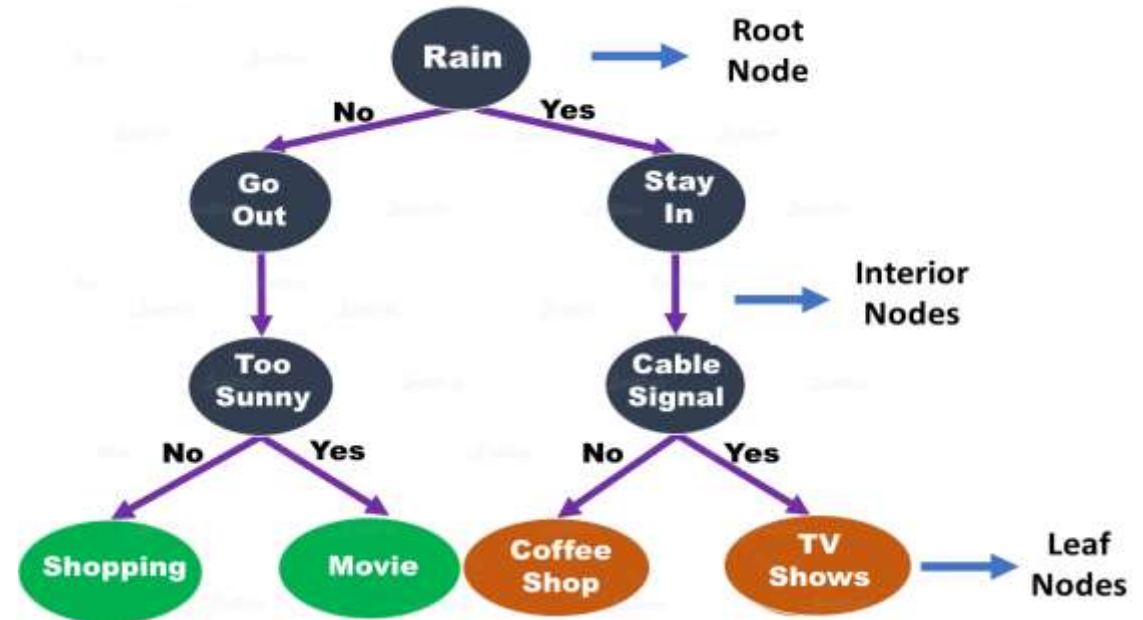 Rain
Root
Node
No
Yes
Go
Out
Stay
In
Interior
Nodes
Too
Sunny
Cable
Signal
No
Yes
No
Yes
Shopping
Movie
Coffee
Shop
TV
Shows
Leaf
Nodes